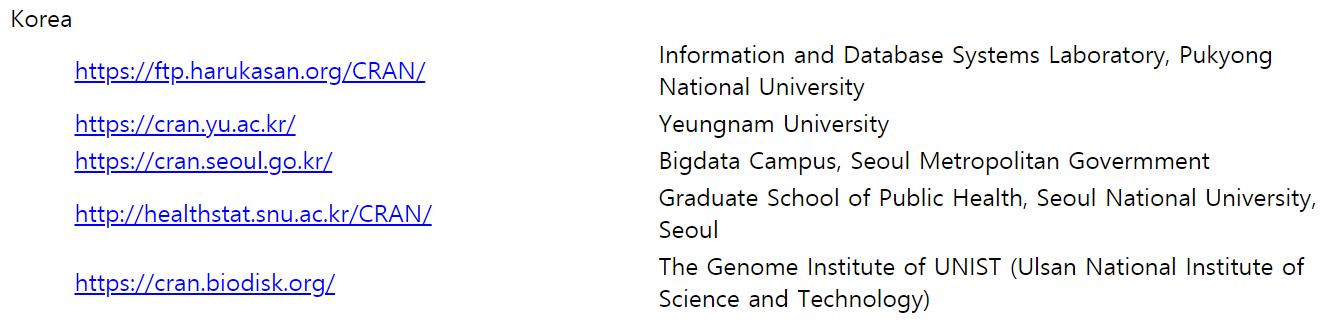 Korea
https://ftp.harukasan.org/CRAN/
Information and Database Systems Laboratory, Pukyong
National University
https://cran.yu.ac.kr/
Yeungnam University
https://cran.seoul.go.kr/
Bigdata Campus, Seoul Metropolitan Govermment
http://healthstat.snu.ac.kr/CRAN/
Graduate School of Public Health, Seoul National University,
Seoul
https://cran.biodisk.org/
The Genome Institute of UNIST (Ulsan National Institute of
Science and Technology)